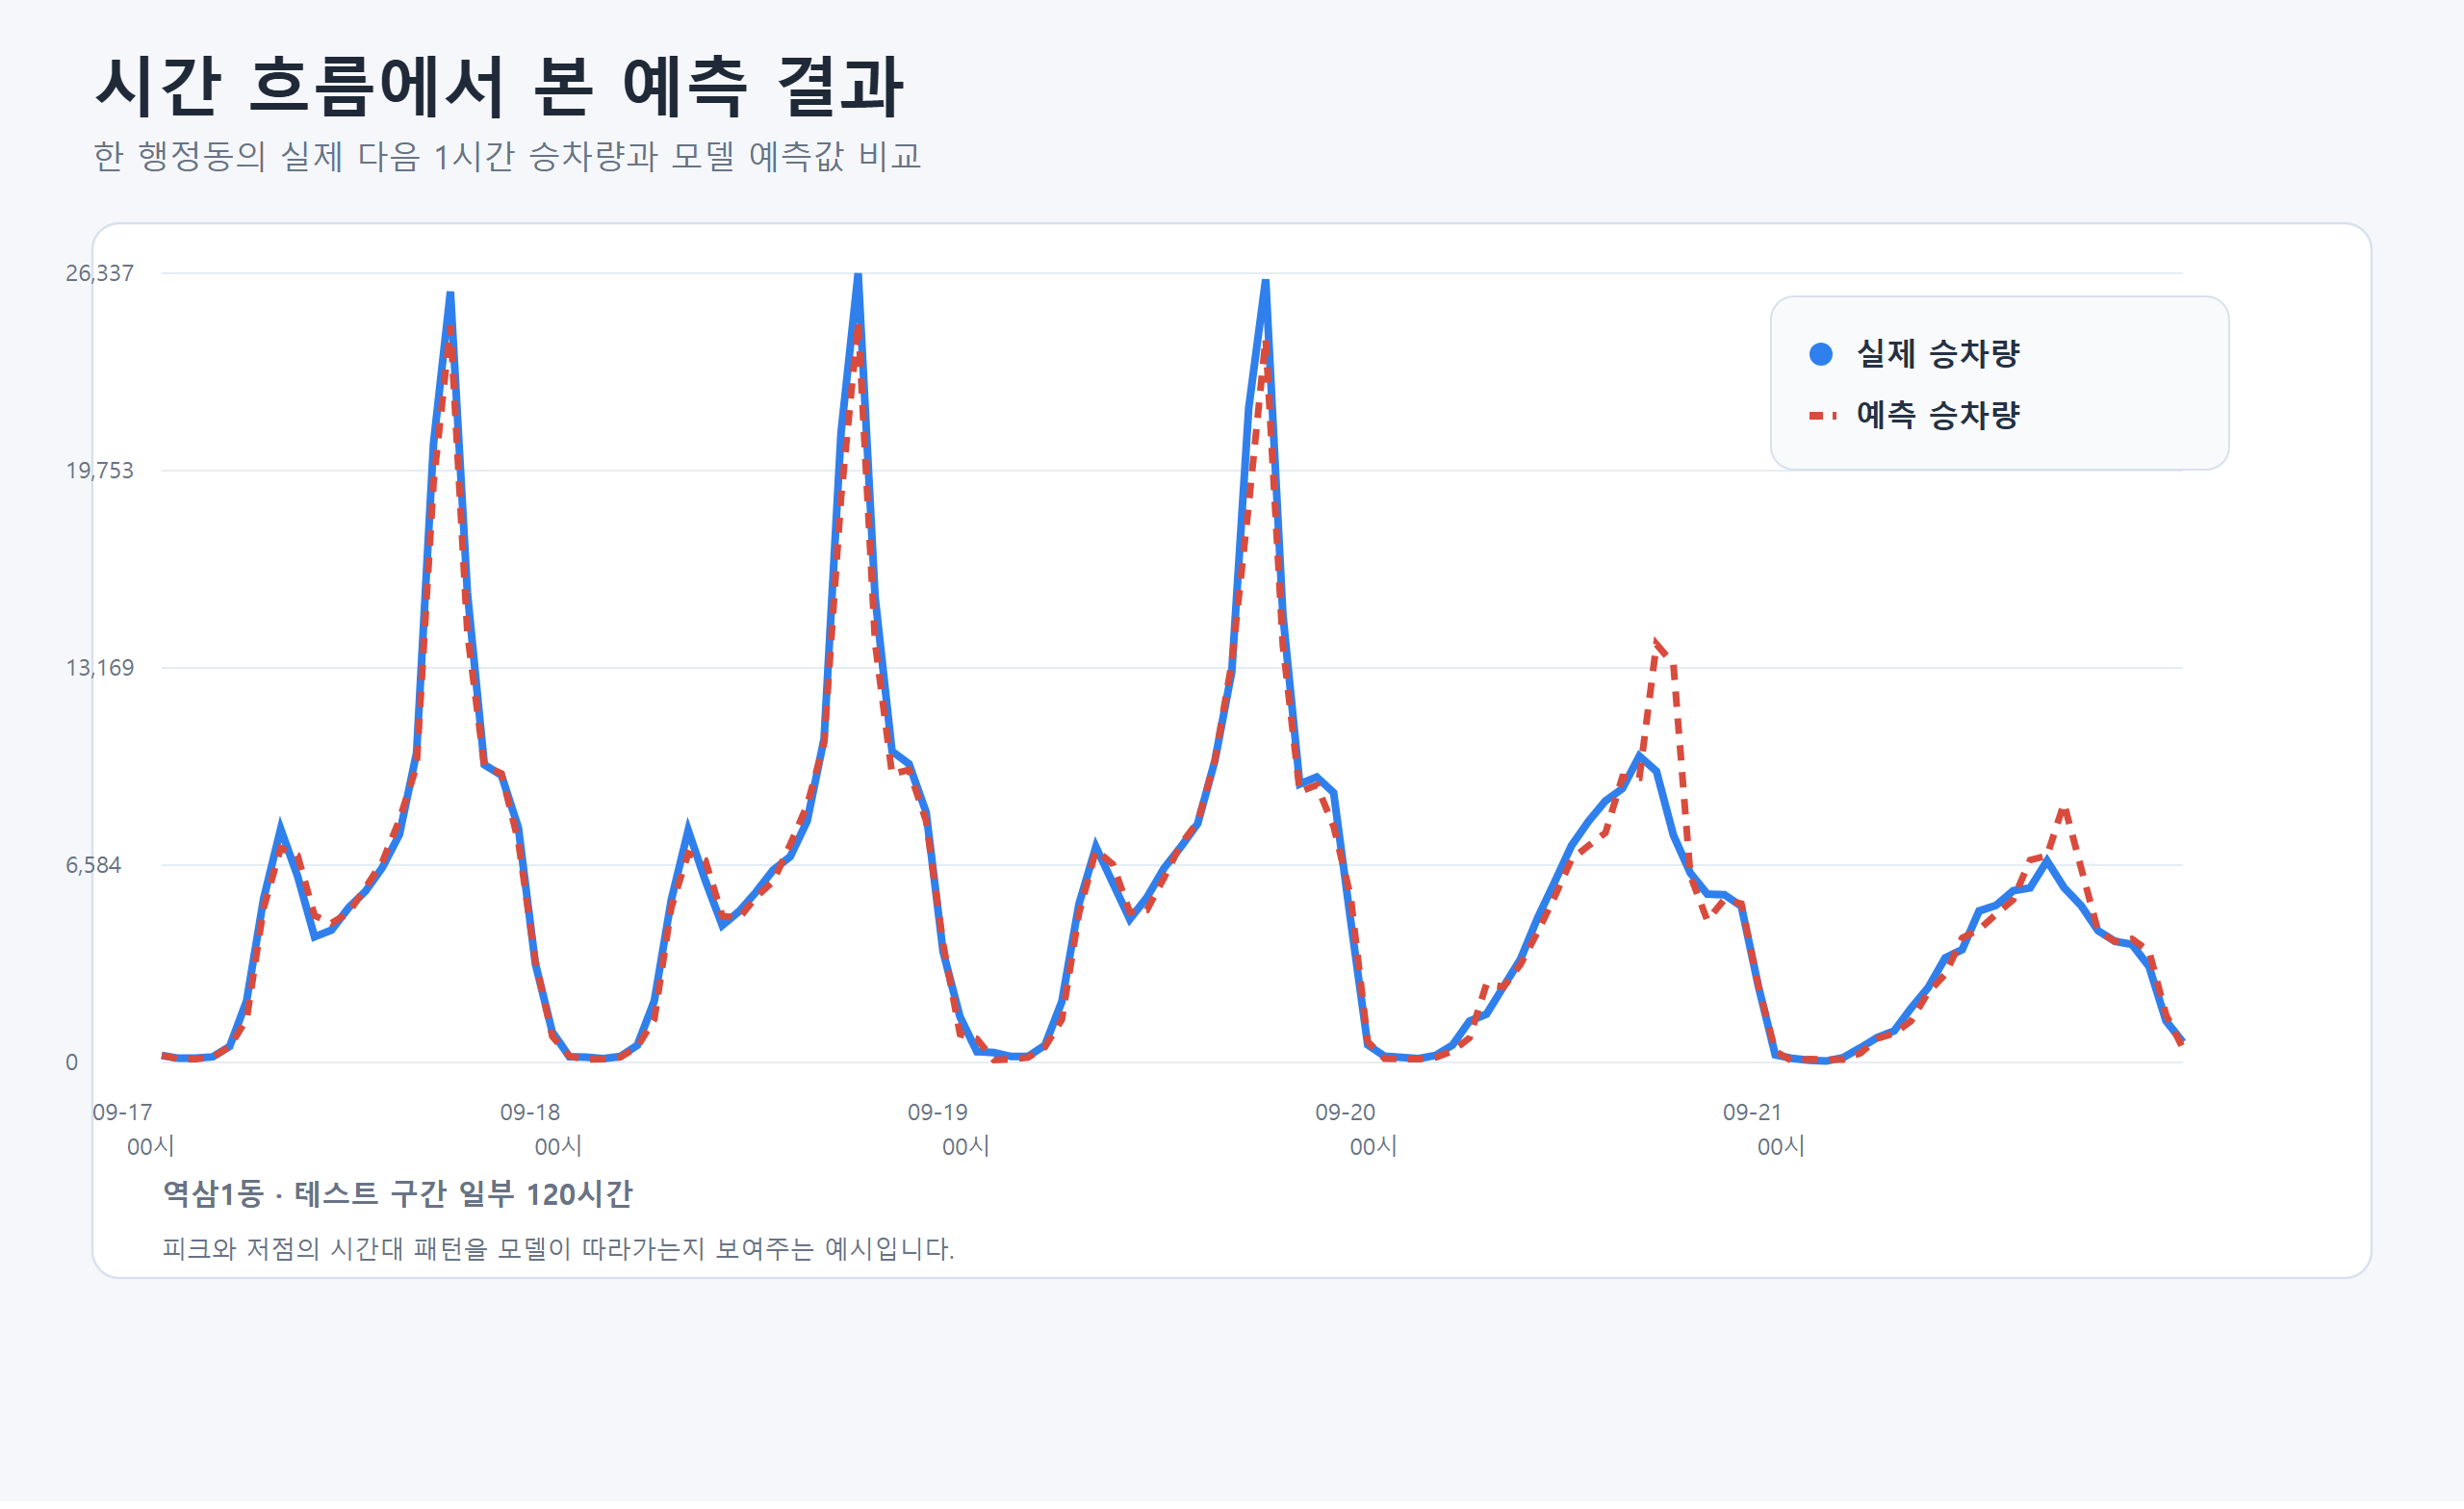 시간 흐름에서 본 예측 결과
한 행정동의 실제 다음 1시간 승차량과 모델 예측값 비교
26,337
실제 승차량
예측 승차량
19,753
13,169
6,584
0
09-17 09-18 09-19 09-20 09-21
00시 00시 00시 00시 00시
역삼1동 · 테스트 구간 일부 120시간
피크와 저점의 시간대 패턴을 모델이 따라가는지 보여주는 예시입니다.